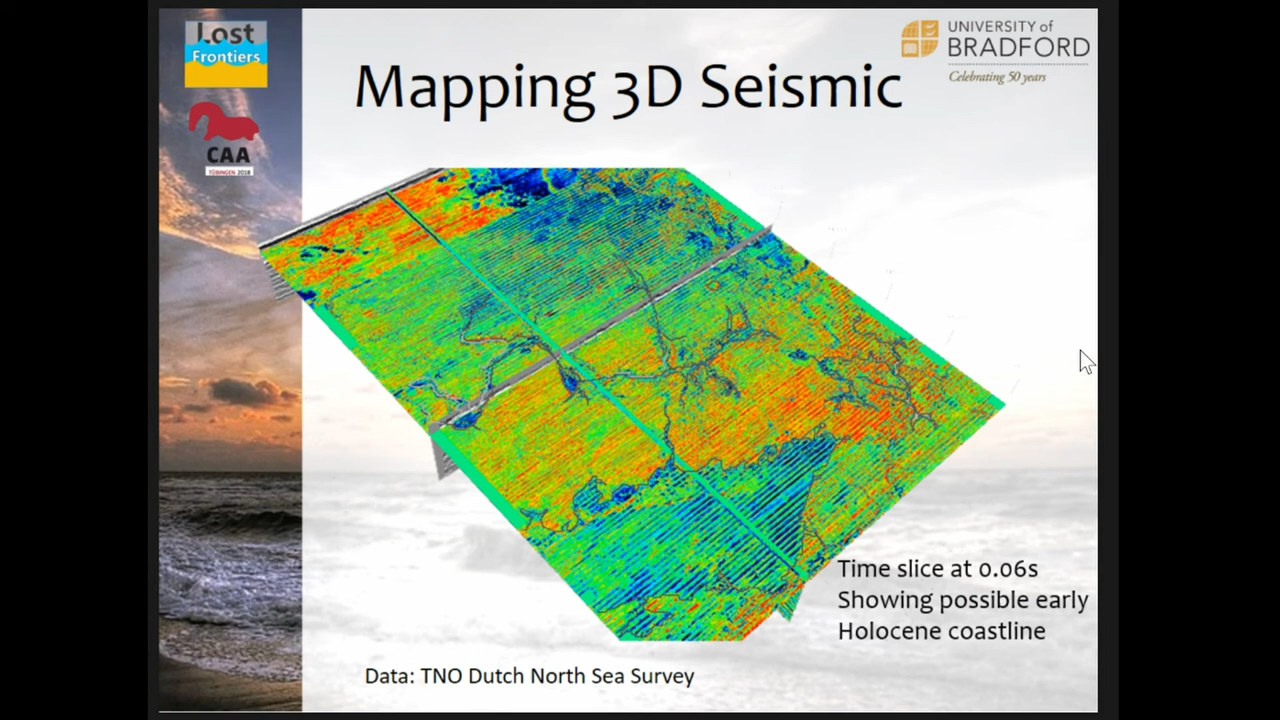 Lost
Frontiers
CAA
TÜBINGEN 2018
UNIVERSITY of
BRADFORD
Celebrating 50 years
Mapping 3D Seismic
Time slice at 0.06s
Showing possible early
Holocene coastline
Data: TNO Dutch North Sea Survey